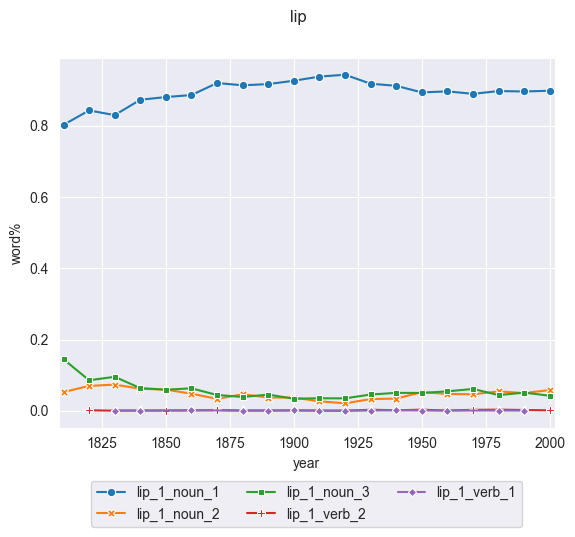 lip
0.8
0.6
0.4
0.2
0.0
word%
1825 1850 1875 1900 1925 1950 1975 2000
year
lip_1_noun_1 lip_1_noun_3 lip_1_verb_1
lip_1_noun_2 lip_1_verb_2